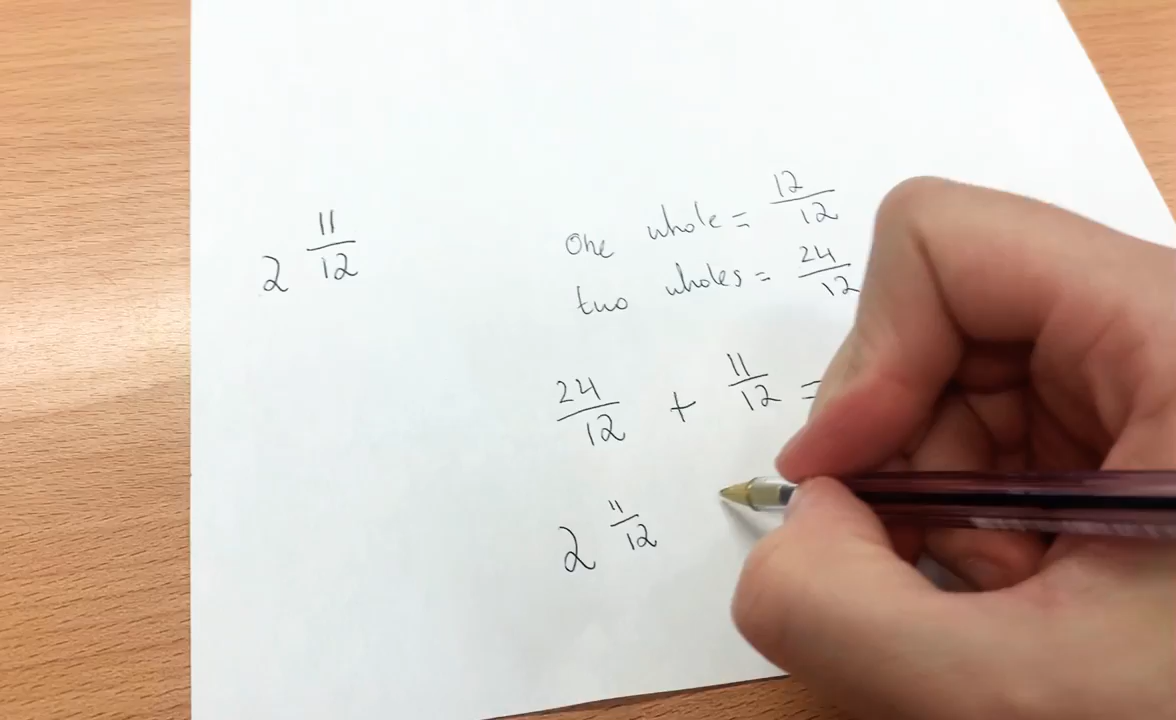 2 11/12
One whole = 12/12
two wholes = 24/12
24/12 + 11/12 =
2 11/12